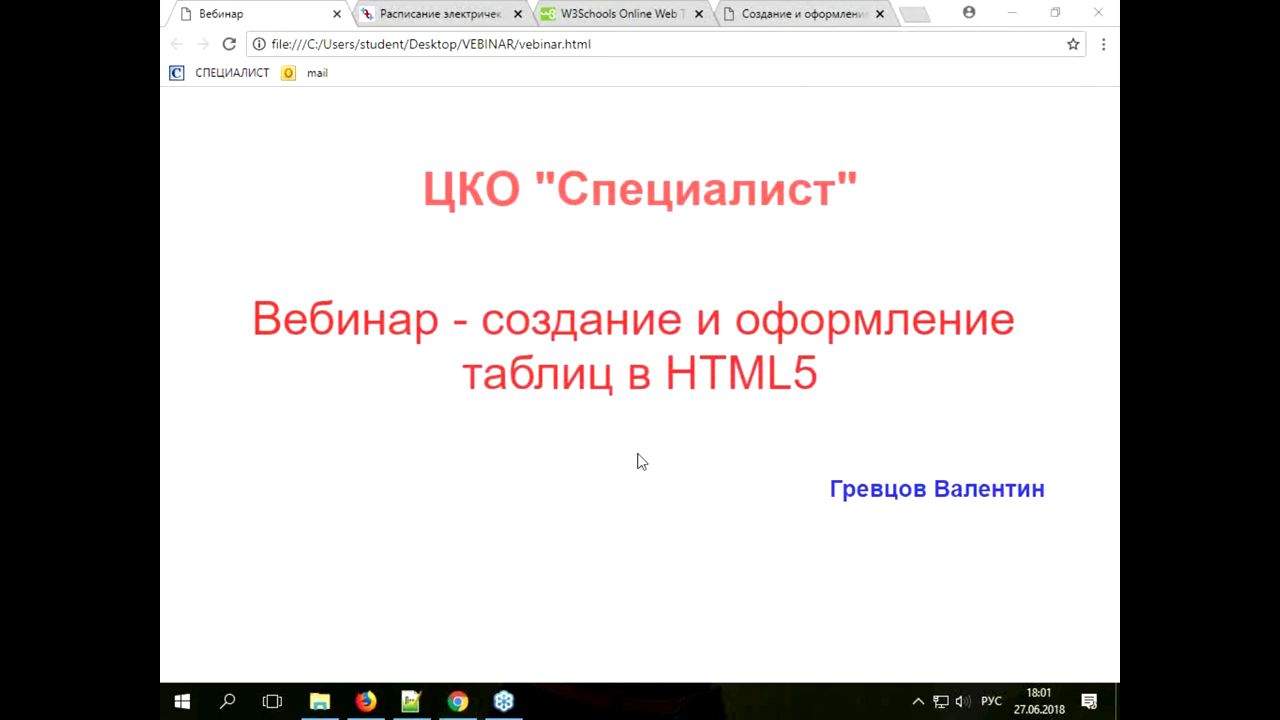 Вебинар
Расписание электричек
W3Schools Online Web T
Создание и оформлени
file:///C:/Users/student/Desktop/VEBINAR/vebinar.html
СПЕЦИАЛИСТ
mail
ЦКО "Специалист"
Вебинар - создание и оформление
таблиц в HTML5
Гревцов Валентин
РУС
18:01
27.06.2018